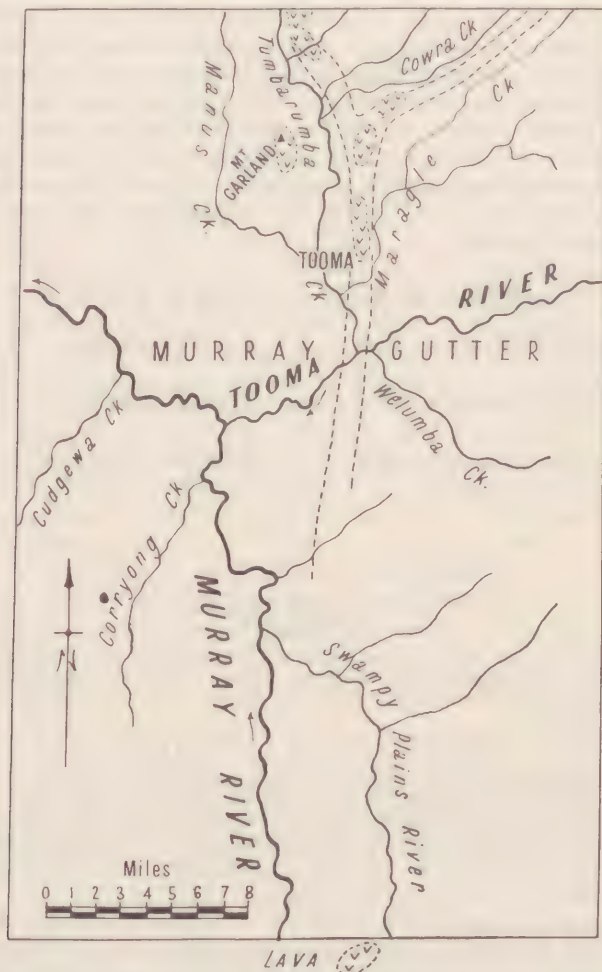 Manus
Ck.
Tumbarumba
Ck
Cowra Ck
Maragle
Ck
MT
GARLAND
TOOMA
RIVER
MURRAY GUTTER
TOOMA
Welumba
Ck.
Cudgewa Ck
Corryong
Ck
N
MURRAY
RIVER
Swampy
Plains
River
Miles
0 1 2 3 4 5 6 7 8
LAVA